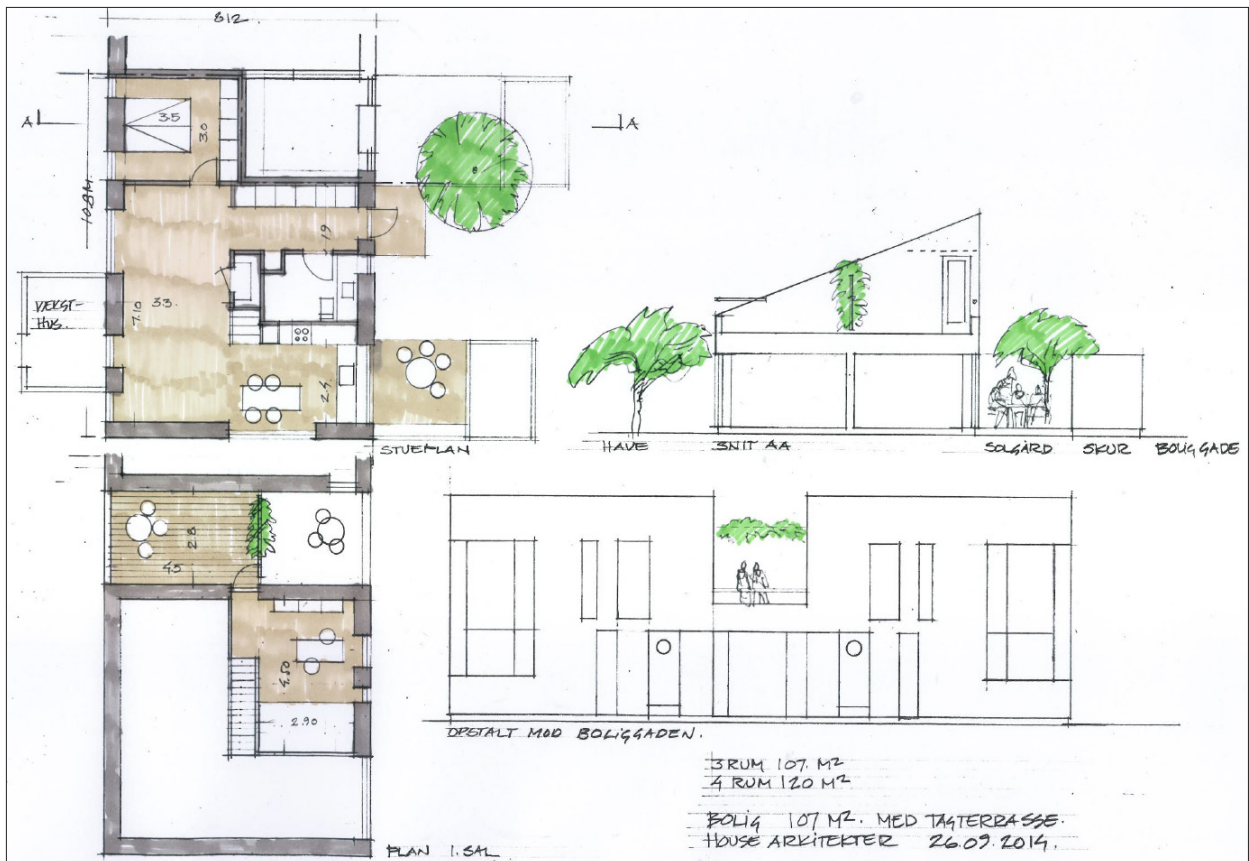 812.
A
A
3.5
3.0
10.8 M.
1.9
VÆKST-
HUS.
3.3.
7.10
2.4
STUEPLAN
HAVE
SNIT AA
SOLGÅRD
SKUR
BOLIGGADE
2.8
4.5
4.50
2.90
PLAN 1. SAL
OPSTALT MOD BOLIGGADEN.
3 RUM 107 M²
4 RUM 120 M²
BOLIG 107 M². MED TAGTERRASSE.
HOUSE ARKITEKTER 26.09.2014.